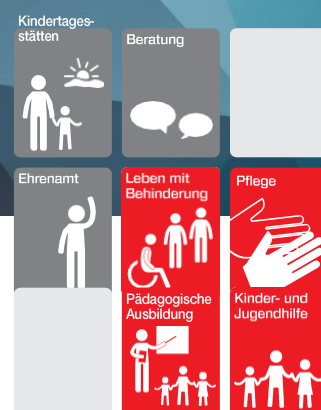 Kindertages-
stätten
Beratung
Ehrenamt
Leben mit
Behinderung
Pflege
Pädagogische
Ausbildung
Kinder- und
Jugendhilfe